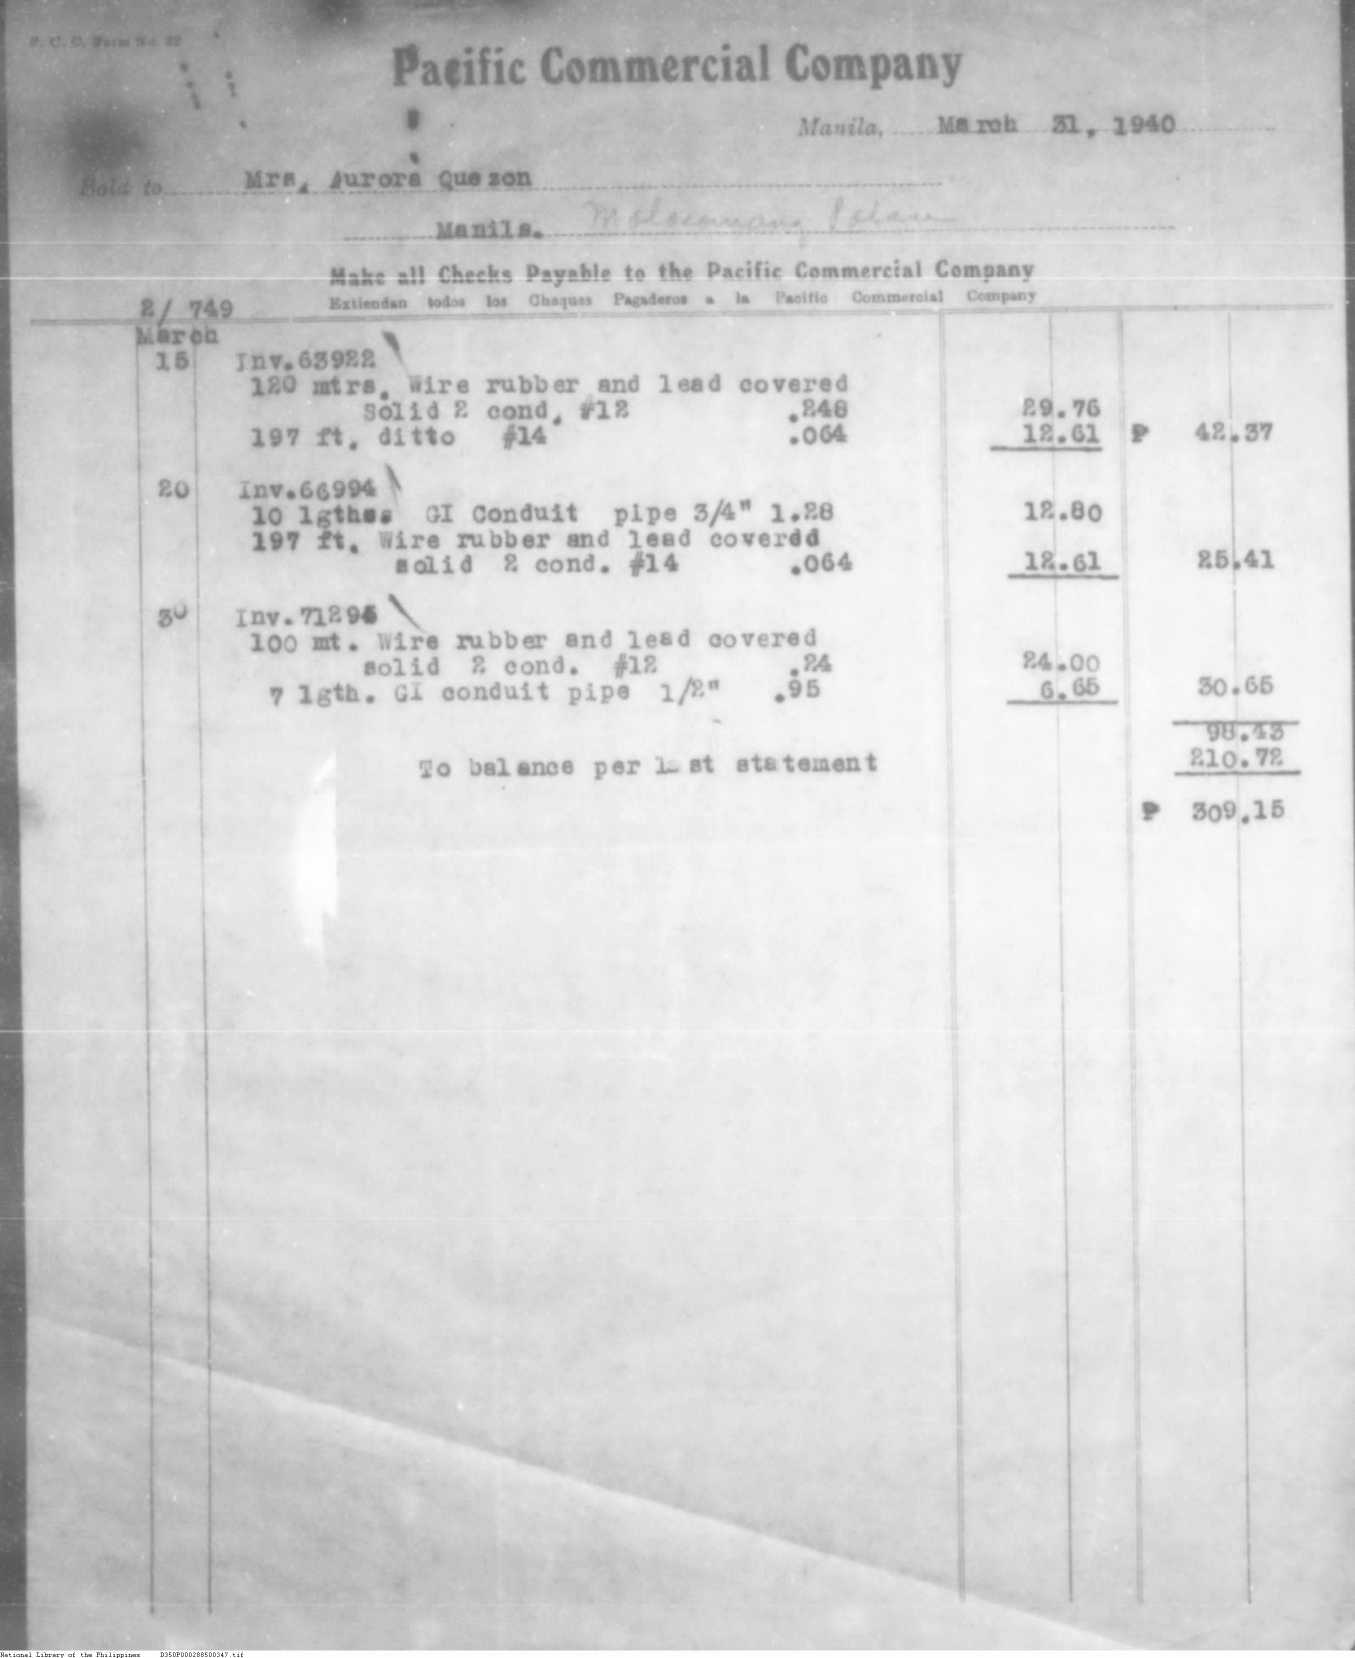 P. C. C. Form No. 22
Pacific Commercial Company
Manila, March 31, 1940
Sold to Mrs. Aurora Quezon
Manila. Malacanang Palace
Make all Checks Payable to the Pacific Commercial Company
Extiendan todos los Cheques Pagaderos a la Pacific Commercial Company
2/ 749
March
15 Inv.63922
120 mtrs. Wire rubber and lead covered
Solid 2 cond. #12 .248 29.76
197 ft. ditto #14 .064 12.61 ₱ 42.37
20 Inv.66994
10 lgthes GI Conduit pipe 3/4" 1.28 12.80
197 ft. Wire rubber and lead coverdd
solid 2 cond. #14 .064 12.61 25.41
30 Inv.71294
100 mt. Wire rubber and lead covered
solid 2 cond. #12 .24 24.00
7 lgth. GI conduit pipe 1/2" .95 6.65 30.65
98.43
To balance per last statement 210.72
₱ 309.15
National Library of the Philippines D350P000288500347.tif